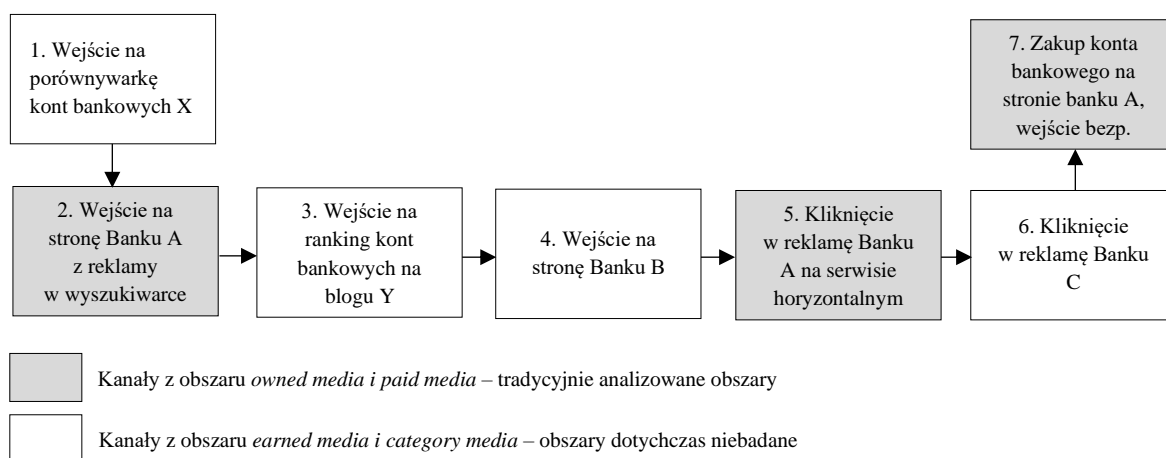 1. Wejście na
porównywarkę
kont bankowych X
2. Wejście na
stronę Banku A
z reklamy
w wyszukiwarce
3. Wejście na
ranking kont
bankowych na
blogu Y
4. Wejście na
stronę Banku B
5. Kliknięcie
w reklamę Banku
A na serwisie
horyzontalnym
6. Kliknięcie
w reklamę Banku
C
7. Zakup konta
bankowego na
stronie banku A,
wejście bezp.
Kanały z obszaru owned media i paid media – tradycyjnie analizowane obszary
Kanały z obszaru earned media i category media – obszary dotychczas niebadane